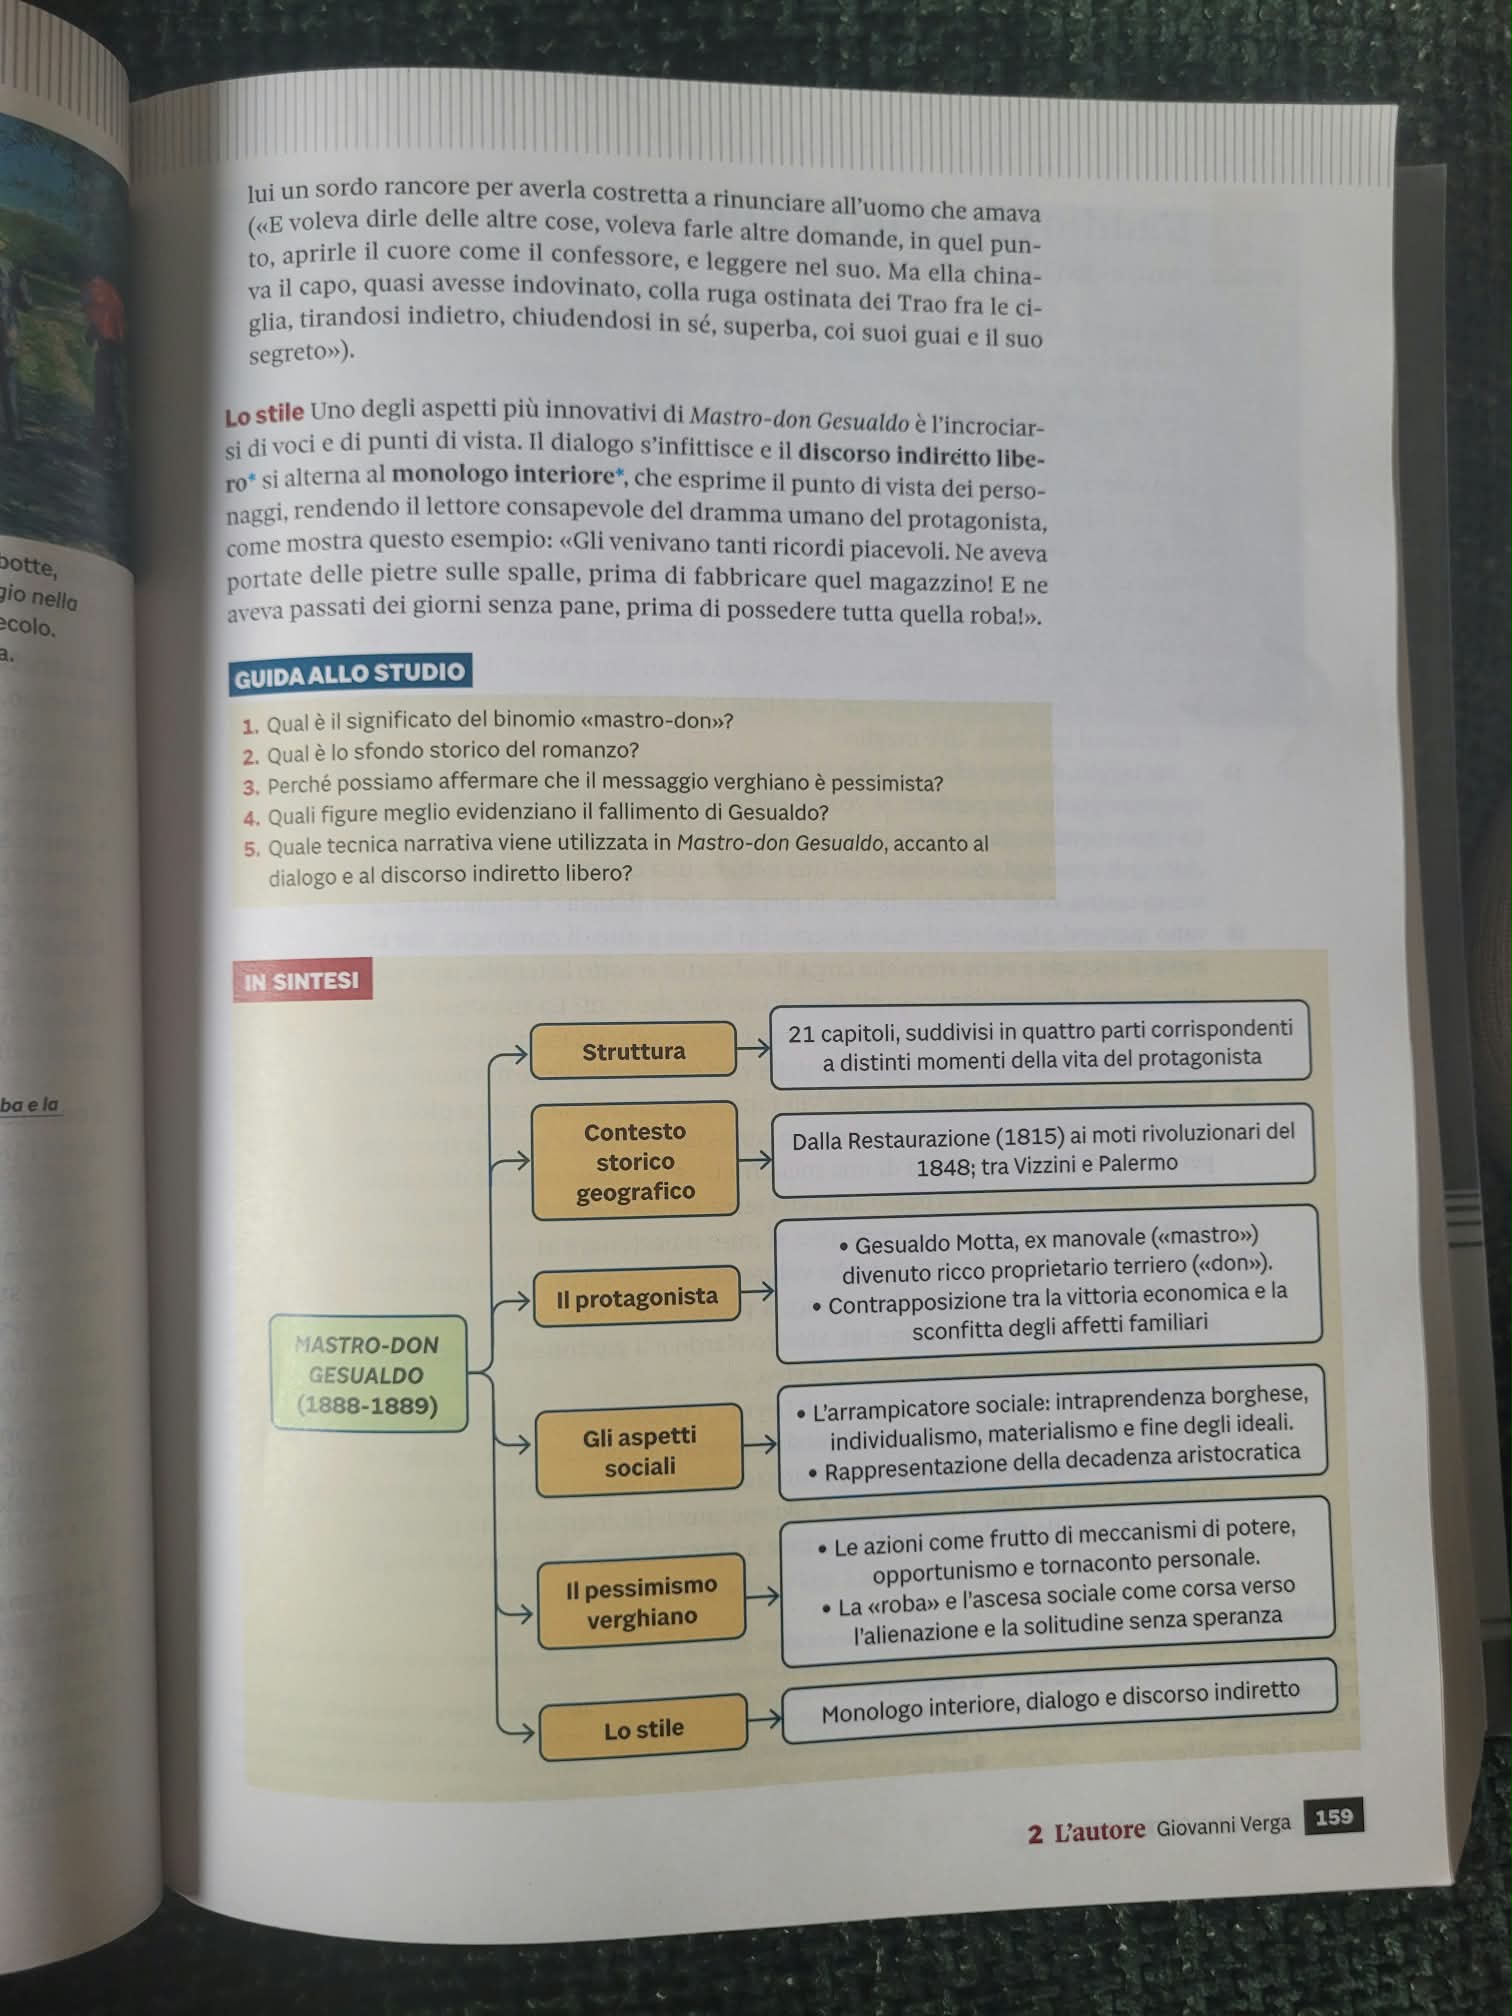 botte,
gio nella
ecolo.
a.
ba e la
lui un sordo rancore per averla costretta a rinunciare all'uomo che amava
(«E voleva dirle delle altre cose, voleva farle altre domande, in quel pun-
to, aprirle il cuore come il confessore, e leggere nel suo. Ma ella china-
va il capo, quasi avesse indovinato, colla ruga ostinata dei Trao fra le ci-
glia, tirandosi indietro, chiudendosi in sé, superba, coi suoi guai e il suo
segreto»).
Lo stile Uno degli aspetti più innovativi di Mastro-don Gesualdo è l'incrociar-
si di voci e di punti di vista. Il dialogo s'infittisce e il discorso indiretto libe-
ro* si alterna al monologo interiore*, che esprime il punto di vista dei perso-
naggi, rendendo il lettore consapevole del dramma umano del protagonista,
come mostra questo esempio: «Gli venivano tanti ricordi piacevoli. Ne aveva
portate delle pietre sulle spalle, prima di fabbricare quel magazzino! E ne
aveva passati dei giorni senza pane, prima di possedere tutta quella roba!».
GUIDA ALLO STUDIO
1. Qual è il significato del binomio «mastro-don»?
2. Qual è lo sfondo storico del romanzo?
3. Perché possiamo affermare che il messaggio verghiano è pessimista?
4. Quali figure meglio evidenziano il fallimento di Gesualdo?
5. Quale tecnica narrativa viene utilizzata in Mastro-don Gesualdo, accanto al
dialogo e al discorso indiretto libero?
IN SINTESI
MASTRO-DON
GESUALDO
(1888-1889)
Struttura
21 capitoli, suddivisi in quattro parti corrispondenti
a distinti momenti della vita del protagonista
Contesto
storico
geografico
Dalla Restaurazione (1815) ai moti rivoluzionari del
1848; tra Vizzini e Palermo
Il protagonista
• Gesualdo Motta, ex manovale («mastro»)
divenuto ricco proprietario terriero («don»).
• Contrapposizione tra la vittoria economica e la
sconfitta degli affetti familiari
Gli aspetti
sociali
• L'arrampicatore sociale: intraprendenza borghese,
individualismo, materialismo e fine degli ideali.
• Rappresentazione della decadenza aristocratica
Il pessimismo
verghiano
• Le azioni come frutto di meccanismi di potere,
opportunismo e tornaconto personale.
• La «roba» e l'ascesa sociale come corsa verso
l'alienazione e la solitudine senza speranza
Lo stile
Monologo interiore, dialogo e discorso indiretto
2 L'autore Giovanni Verga 159